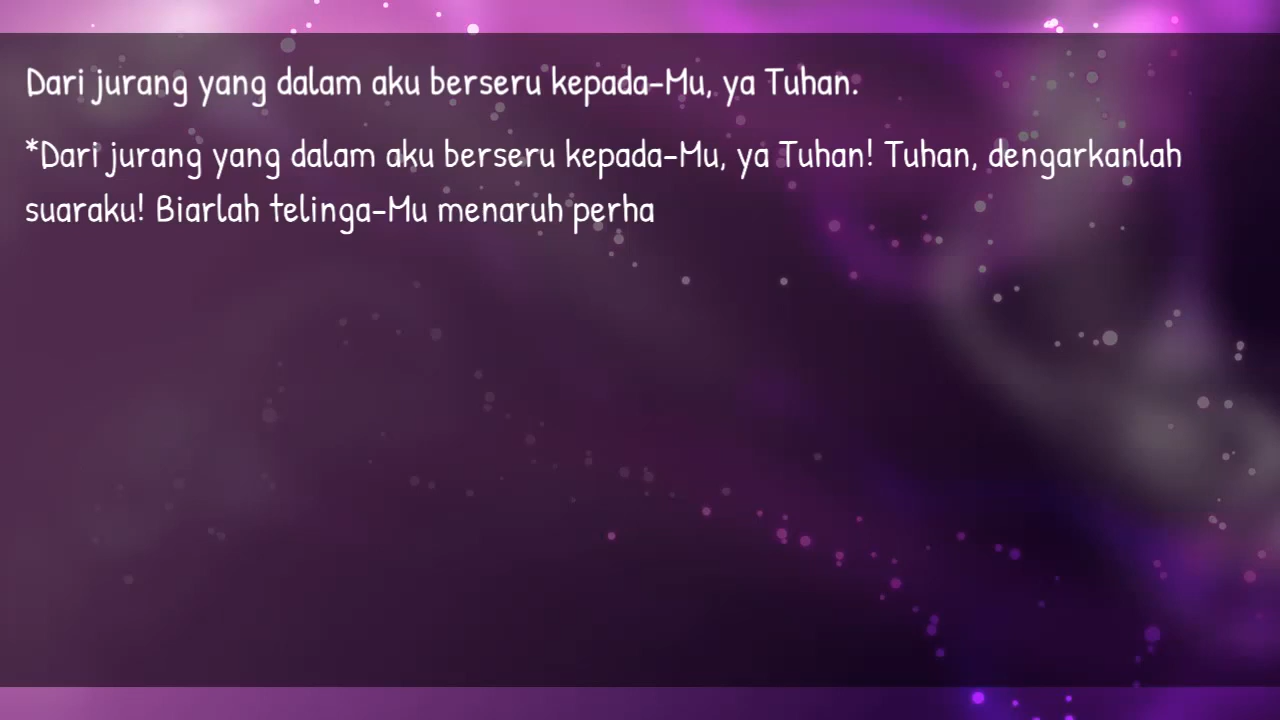 Dari jurang yang dalam aku berseru kepada-Mu, ya Tuhan.
*Dari jurang yang dalam aku berseru kepada-Mu, ya Tuhan! Tuhan, dengarkanlah
suaraku! Biarlah telinga-Mu menaruh perha